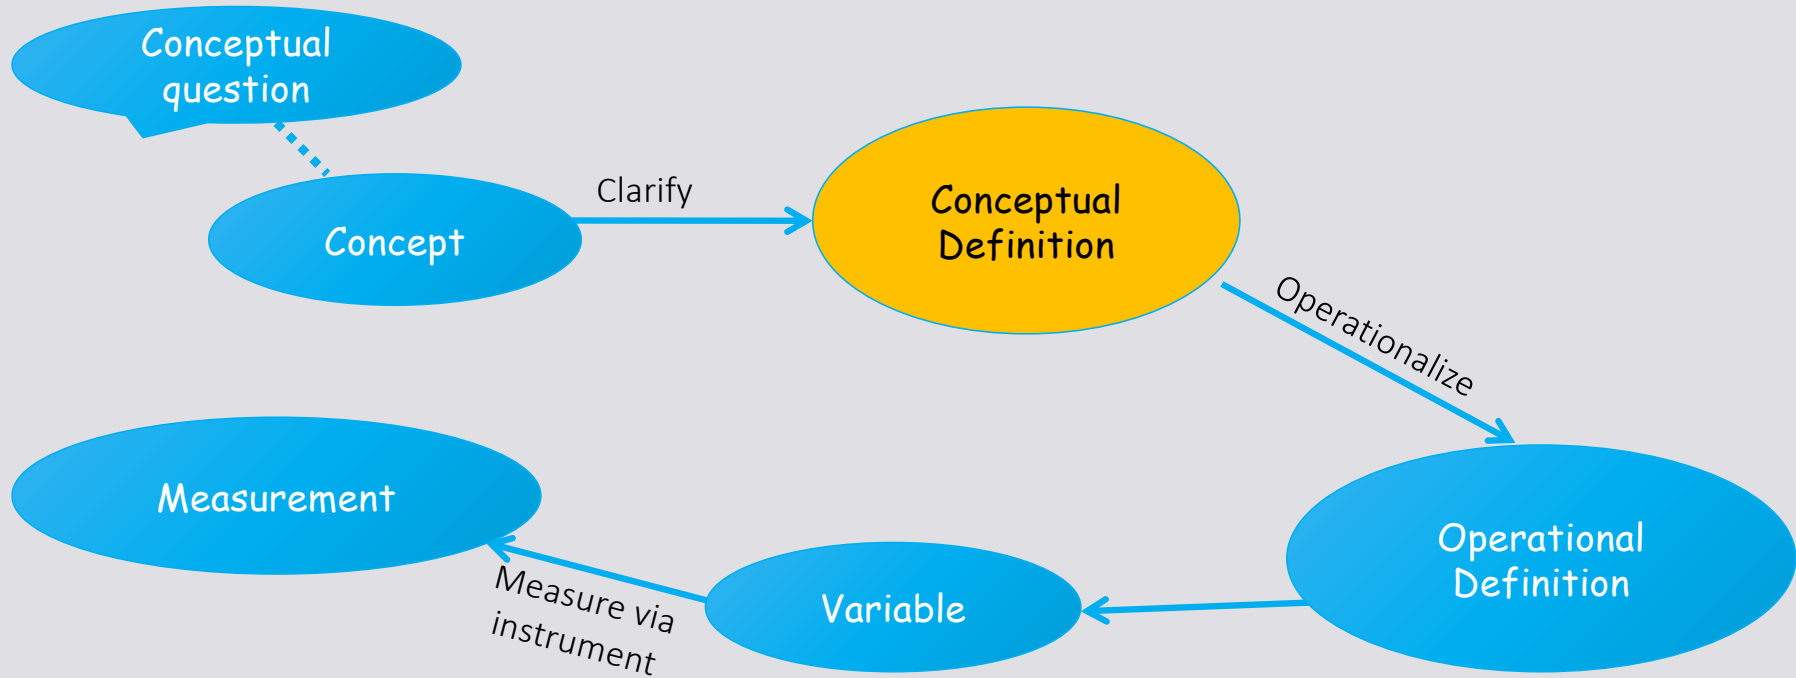 Conceptual
question
Concept
Clarify
Conceptual
Definition
Operationalize
Operational
Definition
Variable
Measure via
instrument
Measurement